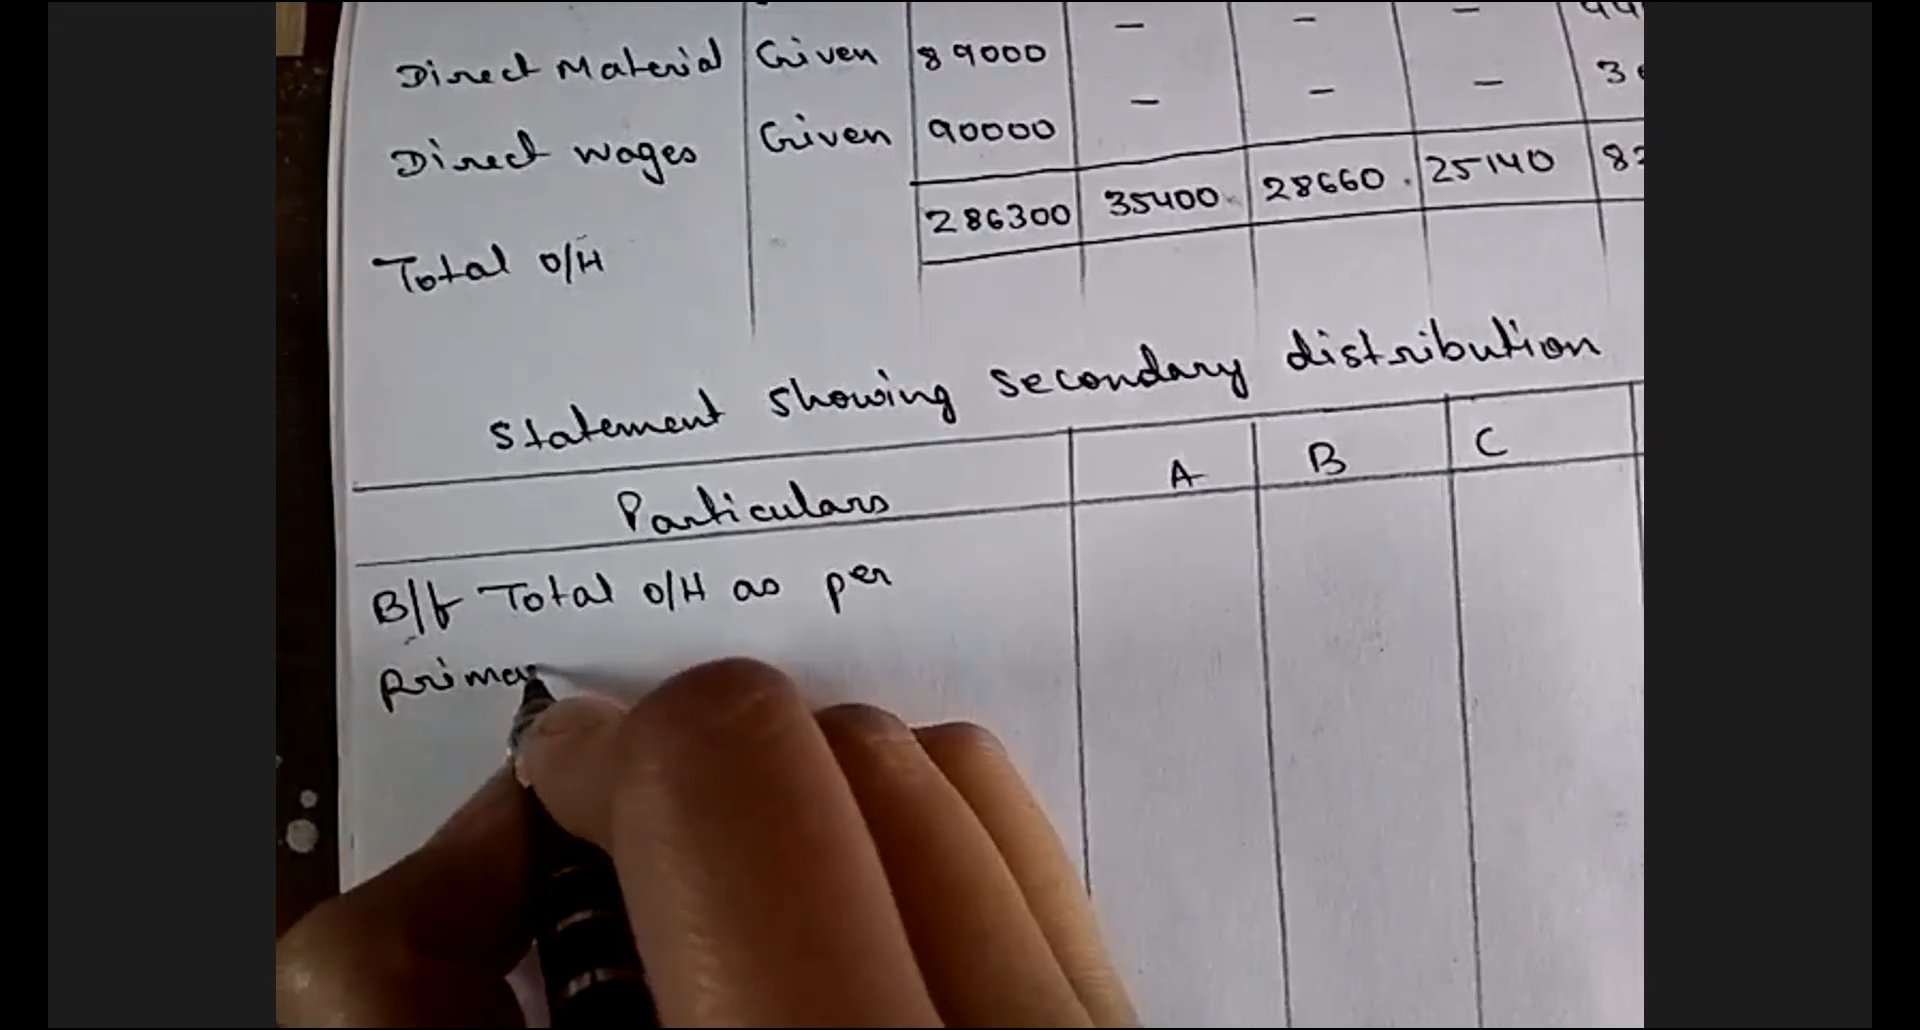 - - -
Direct Material Given 89000
Direct wages Given 90000 - - -
Total O/H 286300 35400 28660 25140
Statement showing secondary distribution
Particulars A B C
B/f Total O/H as per
Prima